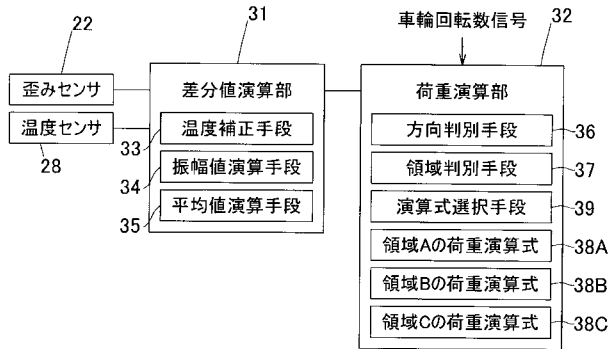 22
歪みセンサ
温度センサ
28
31
差分値演算部
温度補正手段
33
振幅値演算手段
34
平均値演算手段
35
車輪回転数信号
32
荷重演算部
方向判別手段
36
領域判別手段
37
演算式選択手段
39
領域Aの荷重演算式
38A
領域Bの荷重演算式
38B
領域Cの荷重演算式
38C